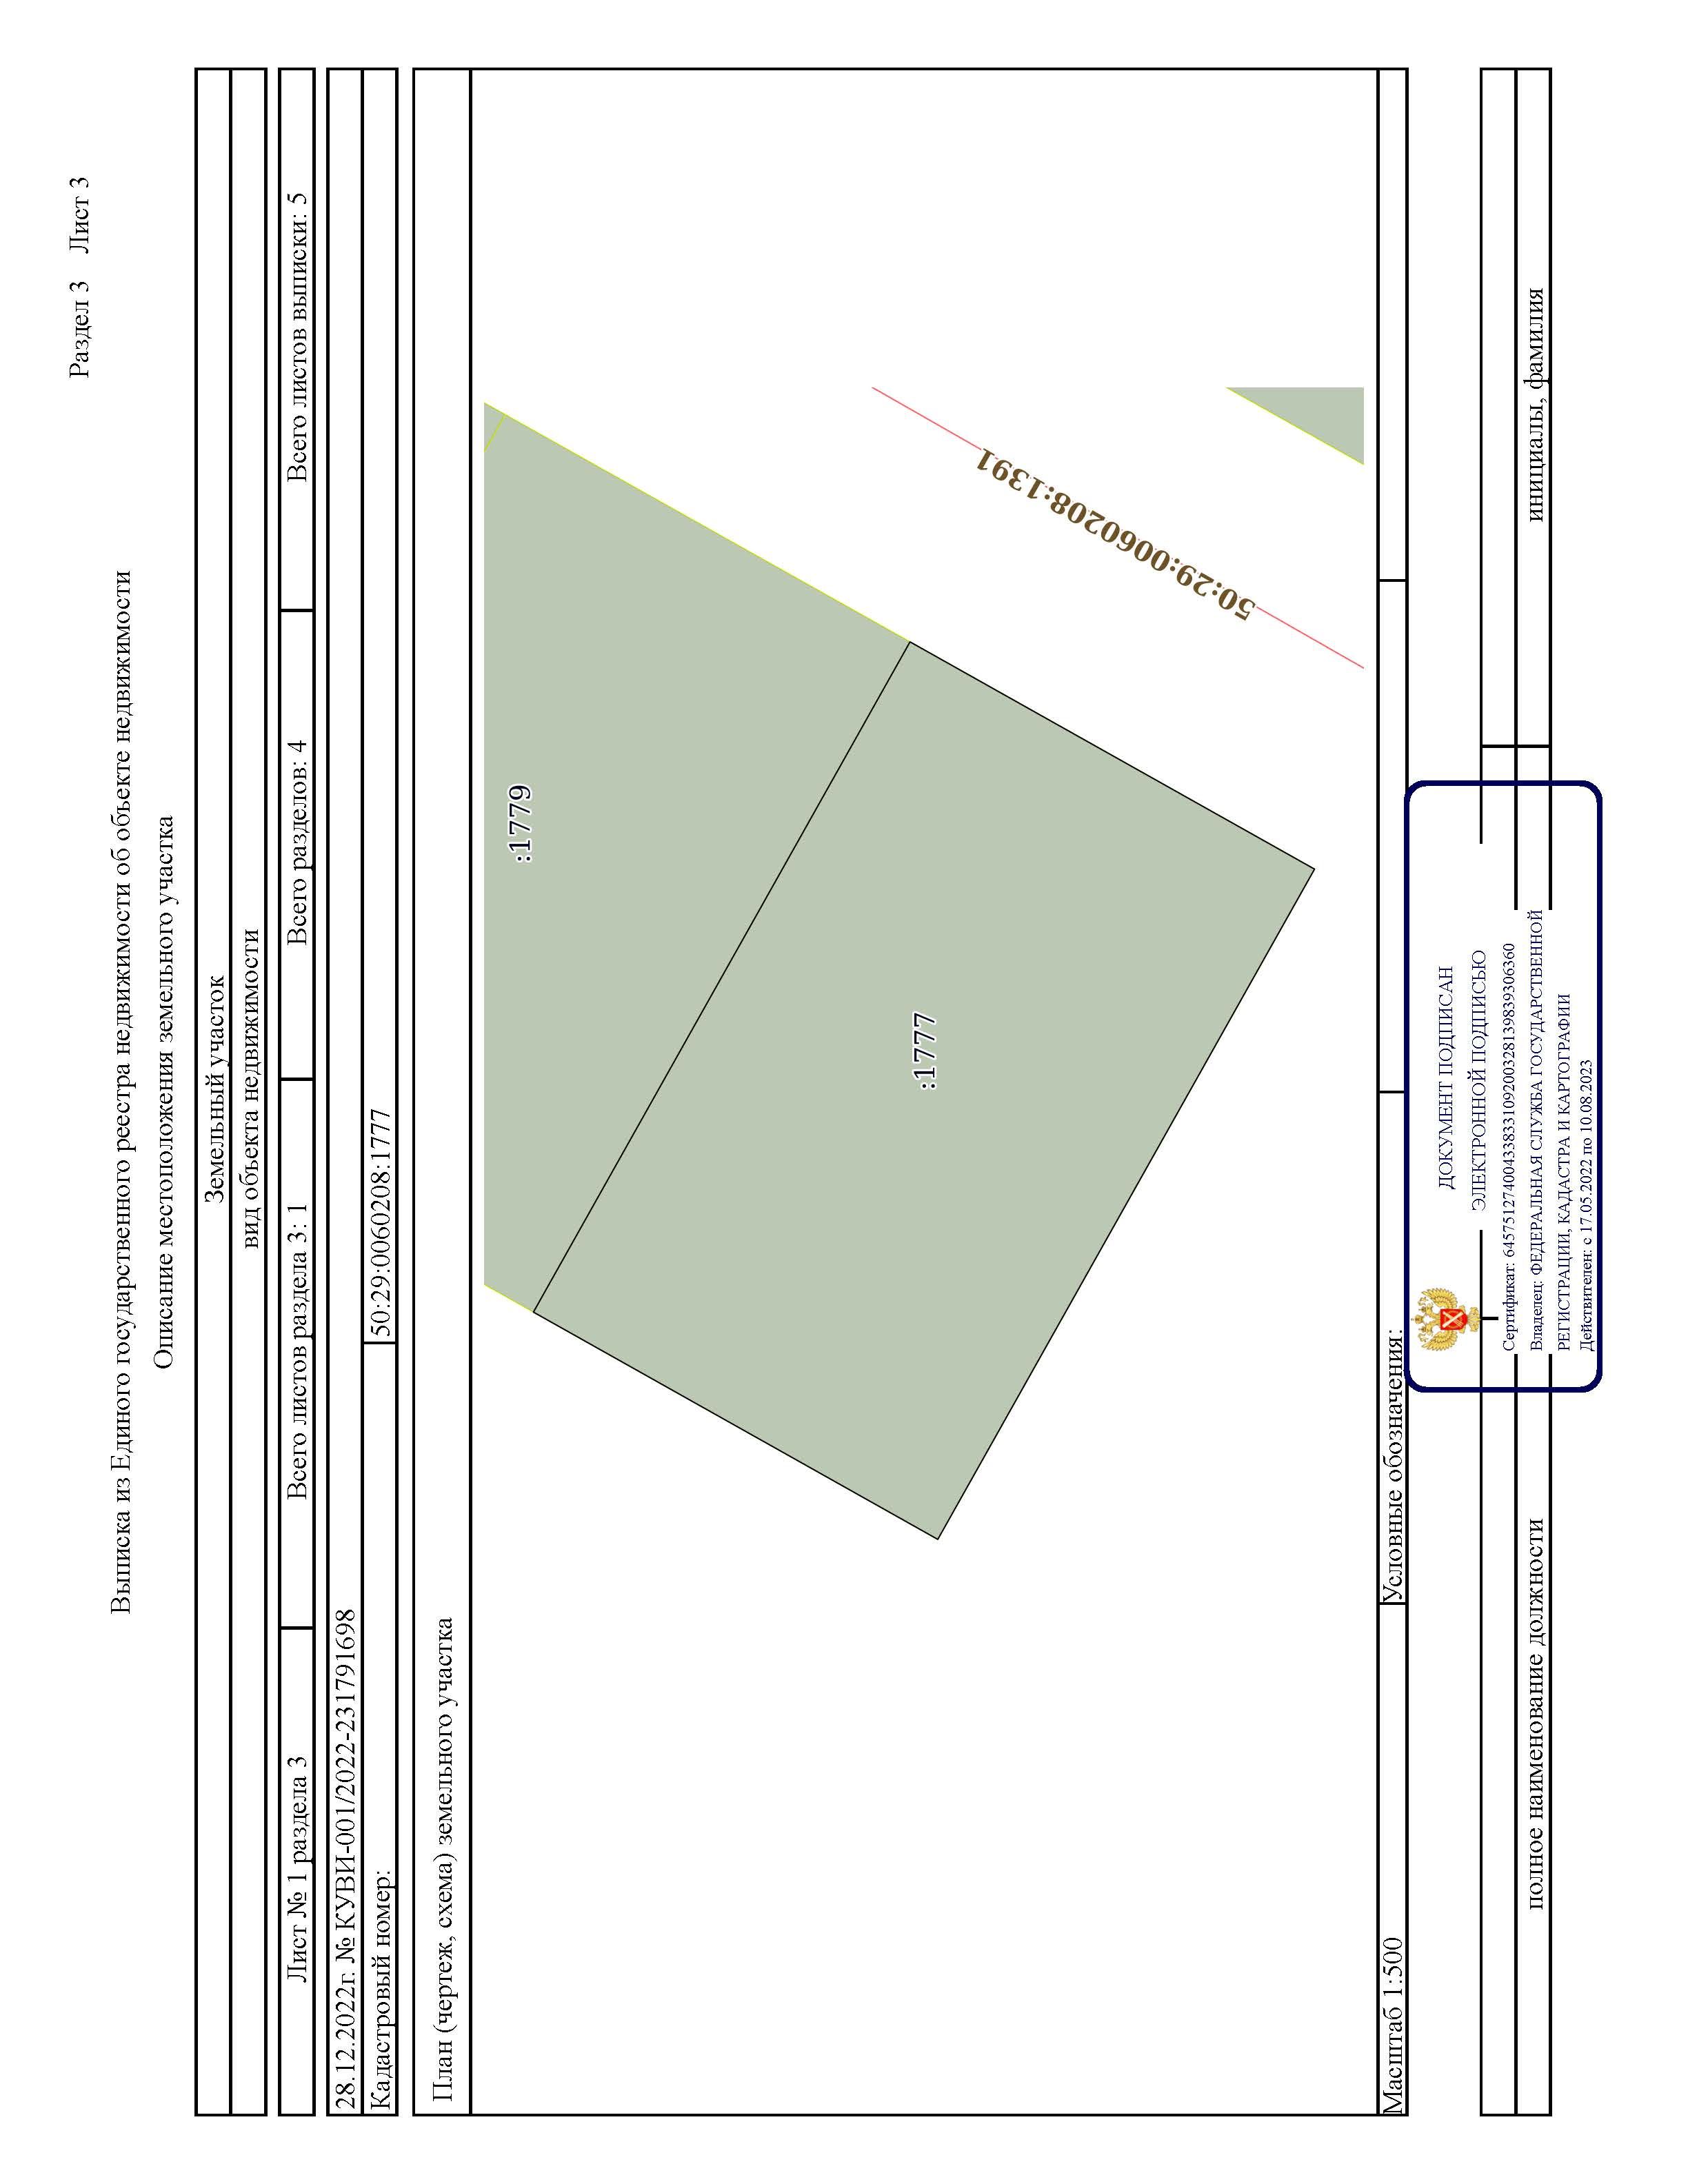 Раздел 3 Лист 3
Выписка из Единого государственного реестра недвижимости об объекте недвижимости
Описание местоположения земельного участка
Земельный участок
вид объекта недвижимости
Лист № 1 раздела 3 Всего листов раздела 3: 1 Всего разделов: 4 Всего листов выписки: 5
28.12.2022г. № КУВИ-001/2022-231791698
Кадастровый номер: 50:29:0060208:1777
План (чертеж, схема) земельного участка
:1779
:1777
50:29:0060208:1391
Масштаб 1:500 Условные обозначения:
ДОКУМЕНТ ПОДПИСАН
ЭЛЕКТРОННОЙ ПОДПИСЬЮ
Сертификат: 645751274004338331109200328139839306360
Владелец: ФЕДЕРАЛЬНАЯ СЛУЖБА ГОСУДАРСТВЕННОЙ
РЕГИСТРАЦИИ, КАДАСТРА И КАРТОГРАФИИ
Действителен: с 17.05.2022 по 10.08.2023
полное наименование должности инициалы, фамилия